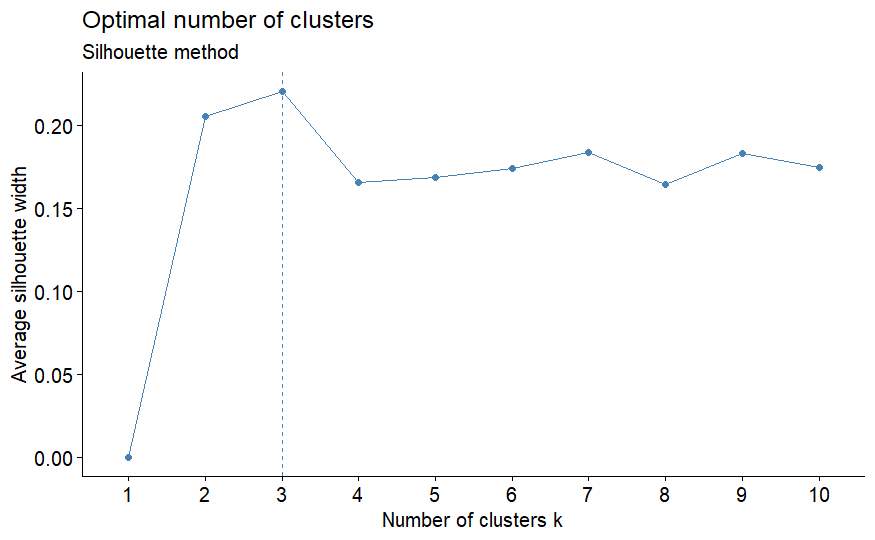 Optimal number of clusters
Silhouette method
Average silhouette width
0.20
0.15
0.10
0.05
0.00
1 2 3 4 5 6 7 8 9 10
Number of clusters k